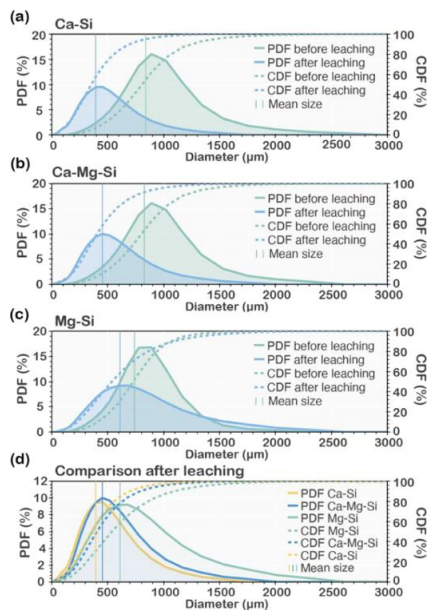 (a)
Ca-Si
PDF (%)
20
15
10
5
0
100
80
60
40
20
0
CDF (%)
PDF before leaching
PDF after leaching
CDF before leaching
CDF after leaching
Mean size
0 500 1000 1500 2000 2500 3000
Diameter (µm)
(b)
Ca-Mg-Si
PDF (%)
20
15
10
5
0
100
80
60
40
20
0
CDF (%)
PDF before leaching
PDF after leaching
CDF before leaching
CDF after leaching
Mean size
0 500 1000 1500 2000 2500 3000
Diameter (µm)
(c)
Mg-Si
PDF (%)
20
15
10
5
0
100
80
60
40
20
0
CDF (%)
PDF before leaching
PDF after leaching
CDF before leaching
CDF after leaching
Mean size
0 500 1000 1500 2000 2500 3000
Diameter (µm)
(d)
Comparison after leaching
PDF (%)
12
10
8
6
4
2
0
100
80
60
40
20
0
CDF (%)
PDF Ca-Si
PDF Ca-Mg-Si
PDF Mg-Si
CDF Mg-Si
CDF Ca-Mg-Si
CDF Ca-Si
Mean size
0 500 1000 1500 2000 2500 3000
Diameter (µm)